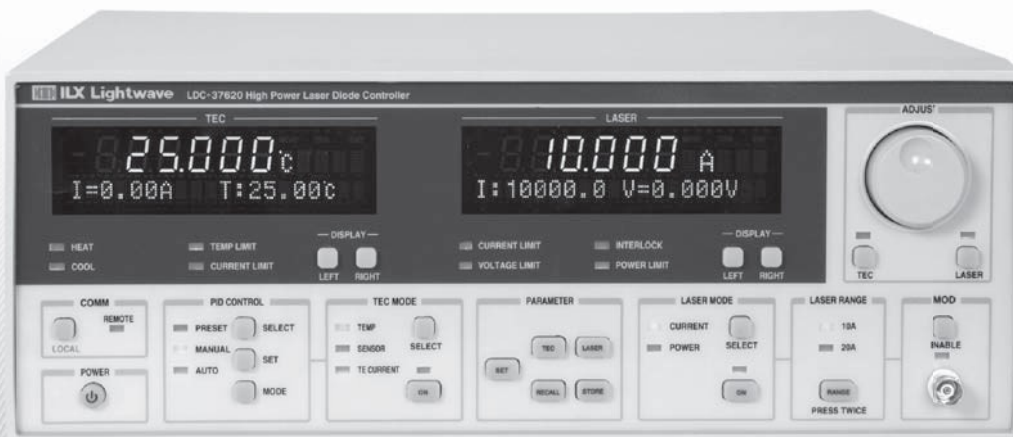 ILX Lightwave LDC-37620 High Power Laser Diode Controller
TEC
25.000°C
I=0.00A T:25.00°C
LASER
10.000 A
I:10000.0 V=0.000V
ADJUST
HEAT
COOL
TEMP LIMIT
CURRENT LIMIT
DISPLAY
LEFT RIGHT
CURRENT LIMIT
VOLTAGE LIMIT
INTERLOCK
POWER LIMIT
DISPLAY
LEFT RIGHT
TEC
LASER
COMM
REMOTE
LOCAL
POWER
PID CONTROL
PRESET
MANUAL
AUTO
SELECT
SET
MODE
TEC MODE
TEMP
SENSOR
TE CURRENT
SELECT
ON
PARAMETER
SET
TEC LASER
RECALL STORE
LASER MODE
CURRENT
POWER
SELECT
ON
LASER RANGE
10A
20A
RANGE
PRESS TWICE
MOD
INABLE